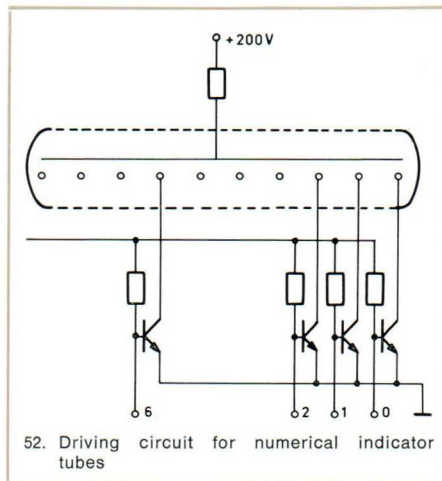 +200V
6
2
1
0
52. Driving circuit for numerical indicator
tubes